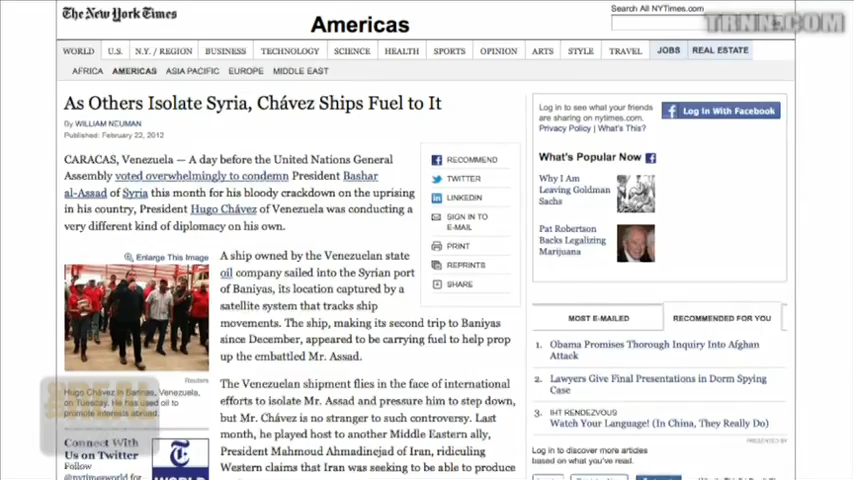 The New York Times
Americas
Search All NYTimes.com
TRNN.COM
WORLD U.S. N.Y. / REGION BUSINESS TECHNOLOGY SCIENCE HEALTH SPORTS OPINION ARTS STYLE TRAVEL JOBS REAL ESTATE
AFRICA AMERICAS ASIA PACIFIC EUROPE MIDDLE EAST
As Others Isolate Syria, Chávez Ships Fuel to It
By WILLIAM NEUMAN
Published: February 22, 2012
CARACAS, Venezuela — A day before the United Nations General
Assembly voted overwhelmingly to condemn President Bashar
al-Assad of Syria this month for his bloody crackdown on the uprising
in his country, President Hugo Chávez of Venezuela was conducting a
very different kind of diplomacy on his own.
Enlarge This Image
Reuters
Hugo Chávez in Barinas, Venezuela,
on Tuesday. He has used oil to
promote interests abroad.
A ship owned by the Venezuelan state
oil company sailed into the Syrian port
of Baniyas, its location captured by a
satellite system that tracks ship
movements. The ship, making its second trip to Baniyas
since December, appeared to be carrying fuel to help prop
up the embattled Mr. Assad.
The Venezuelan shipment flies in the face of international
efforts to isolate Mr. Assad and pressure him to step down,
but Mr. Chávez is no stranger to such controversy. Last
month, he played host to another Middle Eastern ally,
President Mahmoud Ahmadinejad of Iran, ridiculing
Western claims that Iran was seeking to be able to produce
Connect With
Us on Twitter
Follow
@nytimesworld for
WORLD
RECOMMEND
TWITTER
LINKEDIN
SIGN IN TO
E-MAIL
PRINT
REPRINTS
SHARE
Log in to see what your friends
are sharing on nytimes.com.
Privacy Policy | What's This?
Log In With Facebook
What's Popular Now
Why I Am
Leaving Goldman
Sachs
Pat Robertson
Backs Legalizing
Marijuana
MOST E-MAILED RECOMMENDED FOR YOU
1. Obama Promises Thorough Inquiry Into Afghan
Attack
2. Lawyers Give Final Presentations in Dorm Spying
Case
3. IHT RENDEZVOUS
Watch Your Language! (In China, They Really Do)
PRESENTED BY
Log in to discover more articles
based on what you've read.